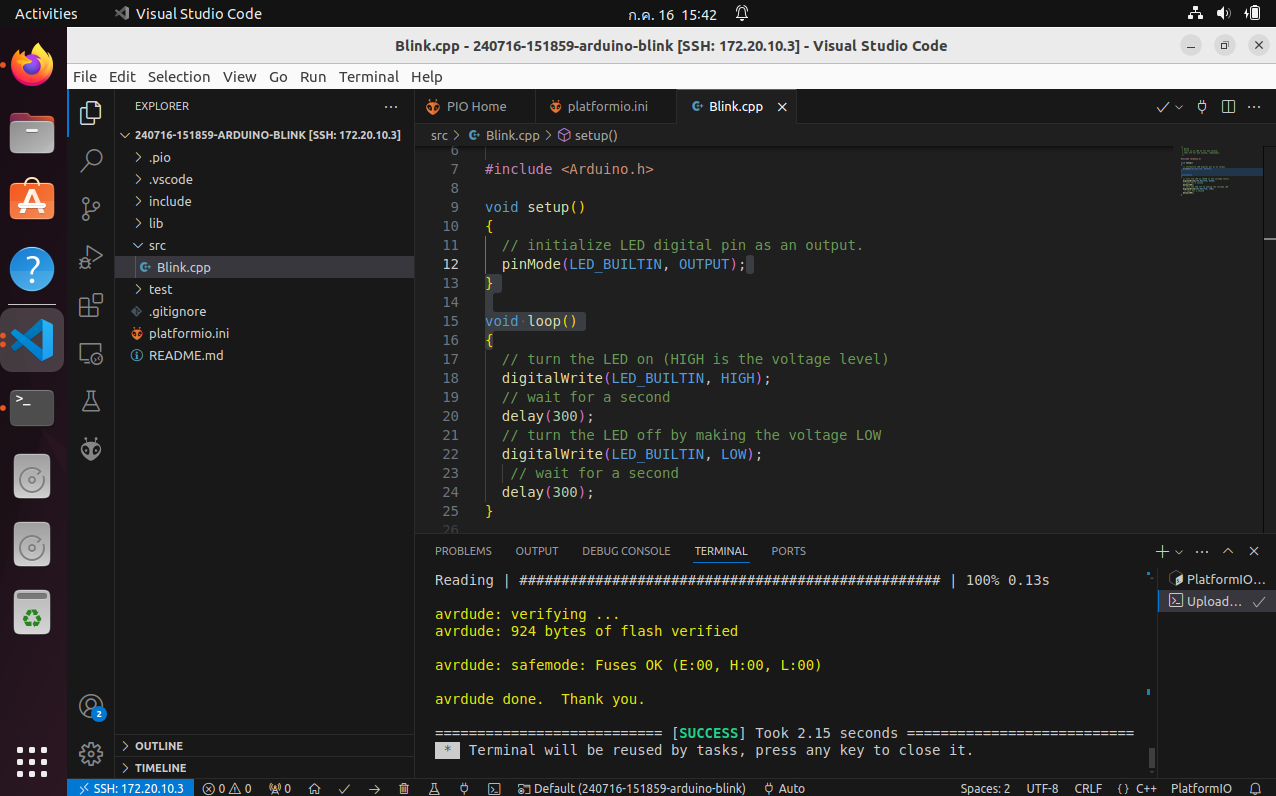 Activities
Visual Studio Code
ก.ค. 16 15:42
Blink.cpp - 240716-151859-arduino-blink [SSH: 172.20.10.3] - Visual Studio Code
File Edit Selection View Go Run Terminal Help
EXPLORER
240716-151859-ARDUINO-BLINK [SSH: 172.20.10.3]
.pio
.vscode
include
lib
src
Blink.cpp
test
.gitignore
platformio.ini
README.md
OUTLINE
TIMELINE
2
PIO Home
platformio.ini
Blink.cpp
src > Blink.cpp > setup()
6
7 #include <Arduino.h>
8
9 void setup()
10 {
11 // initialize LED digital pin as an output.
12 pinMode(LED_BUILTIN, OUTPUT);
13 }
14
15 void loop()
16 {
17 // turn the LED on (HIGH is the voltage level)
18 digitalWrite(LED_BUILTIN, HIGH);
19 // wait for a second
20 delay(300);
21 // turn the LED off by making the voltage LOW
22 digitalWrite(LED_BUILTIN, LOW);
23 // wait for a second
24 delay(300);
25 }
26
PROBLEMS OUTPUT DEBUG CONSOLE TERMINAL PORTS
Reading | ################################################## | 100% 0.13s
avrdude: verifying ...
avrdude: 924 bytes of flash verified
avrdude: safemode: Fuses OK (E:00, H:00, L:00)
avrdude done.  Thank you.
=========================== [SUCCESS] Took 2.15 seconds ===========================
* Terminal will be reused by tasks, press any key to close it.
PlatformIO...
Upload...
SSH: 172.20.10.3
0 0 0
Default (240716-151859-arduino-blink)
Auto
Spaces: 2 UTF-8 CRLF {} C++ PlatformIO